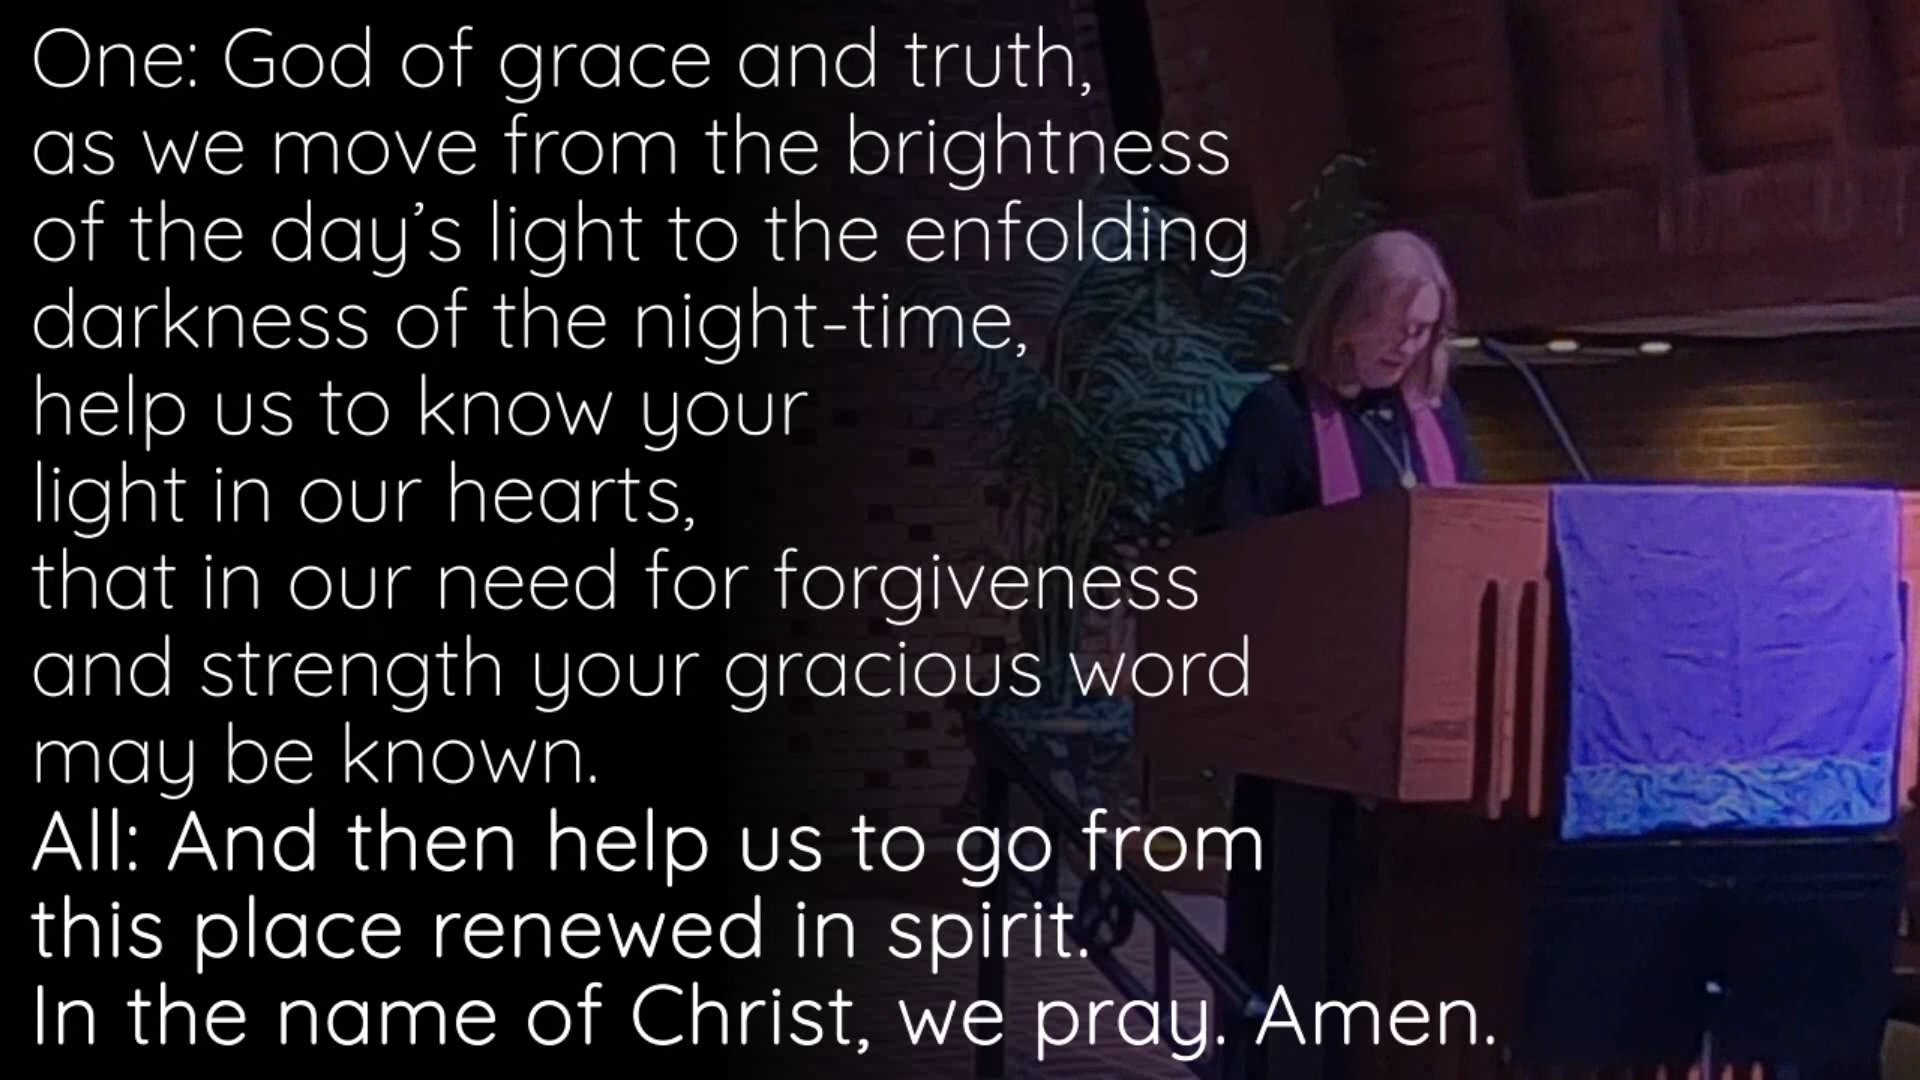 One: God of grace and truth,
as we move from the brightness
of the day’s light to the enfolding
darkness of the night-time,
help us to know your
light in our hearts,
that in our need for forgiveness
and strength your gracious word
may be known.
All: And then help us to go from
this place renewed in spirit.
In the name of Christ, we pray. Amen.